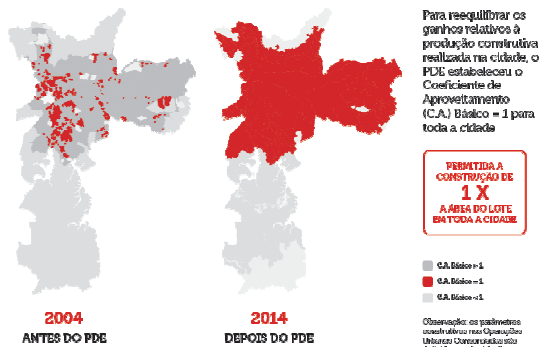 Para reequilibrar os
ganhos relativos à
produção construtiva
realizada na cidade, o
PDE estabeleceu o
Coeficiente de
Aproveitamento
(C.A.) Básico = 1 para
toda a cidade
PERMITIDA A
CONSTRUÇÃO DE
1 X
A ÁREA DO LOTE
EM TODA A CIDADE
C.A. Básico > 1
C.A. Básico = 1
C.A. Básico < 1
Observação: os parâmetros
construtivos nas Operações
Urbanas Consorciadas são
2004
ANTES DO PDE
2014
DEPOIS DO PDE